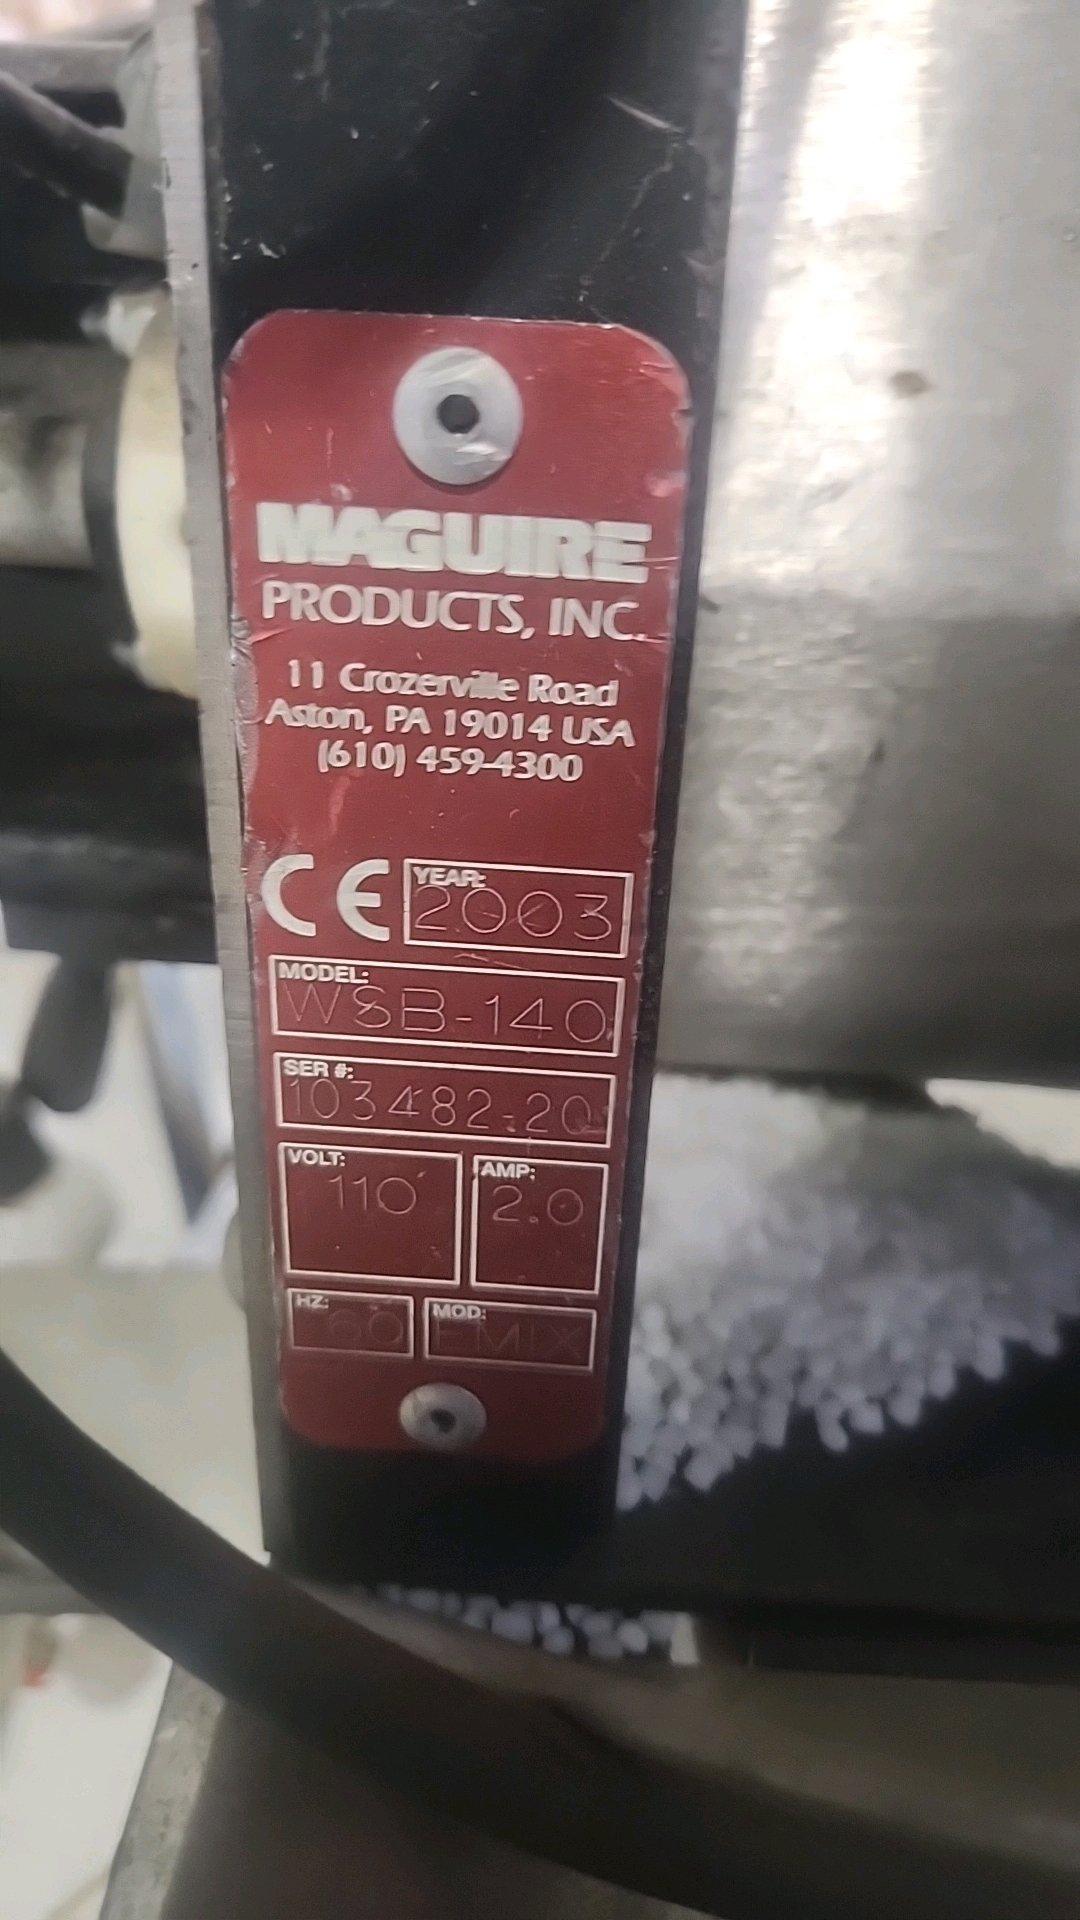 MAGUIRE
PRODUCTS, INC.
11 Crozerville Road
Aston, PA 19014 USA
(610) 459-4300
CE YEAR: 2003
MODEL: WSB-140
SER #: 103482-20
VOLT: 110 AMP: 2.0
HZ: 60 MOD: EMIX